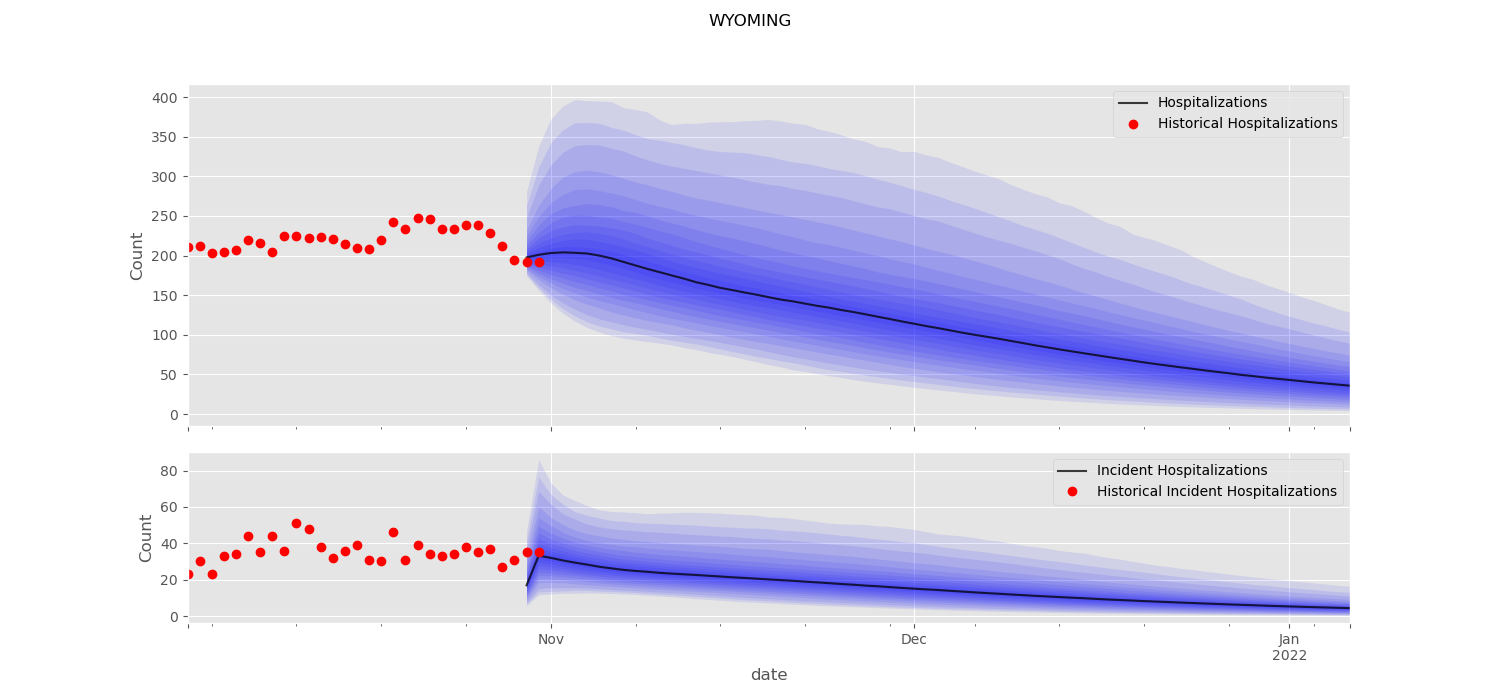 WYOMING
400
350
300
250
200
150
100
50
0
Count
Hospitalizations
Historical Hospitalizations
80
60
40
20
0
Count
Incident Hospitalizations
Historical Incident Hospitalizations
Nov
Dec
Jan
2022
date